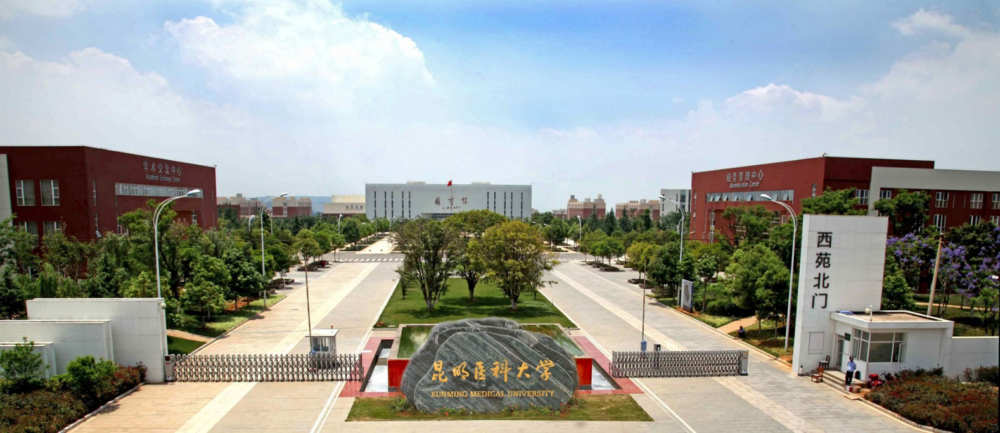 学术交流中心
Academic Exchange Center
图书馆
LIBRARY
校务管理中心
Administration Center
西苑北门
昆明医科大学
KUNMING MEDICAL UNIVERSITY